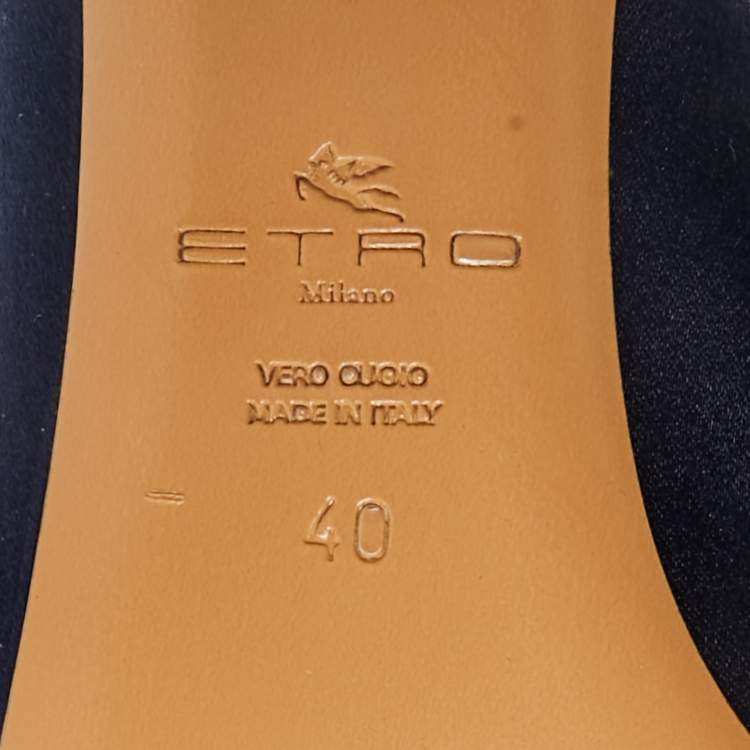 ETRO
Milano
VERO CUOIO
MADE IN ITALY
40